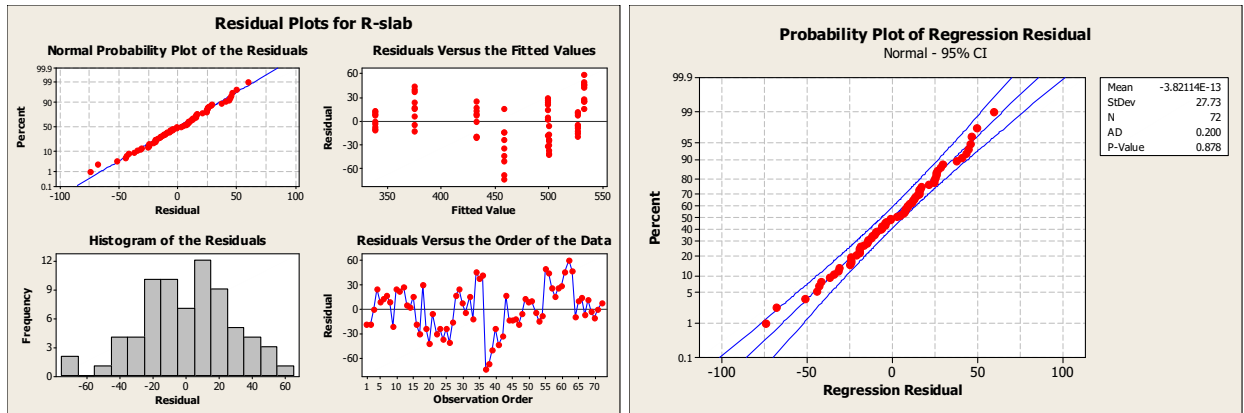 Residual Plots for R-slab
Normal Probability Plot of the Residuals
99.9
99
90
50
10
1
0.1
Percent
-100 -50 0 50 100
Residual
Residuals Versus the Fitted Values
60
30
0
-30
-60
Residual
350 400 450 500 550
Fitted Value
Histogram of the Residuals
12
9
6
3
0
Frequency
-60 -40 -20 0 20 40 60
Residual
Residuals Versus the Order of the Data
60
30
0
-30
-60
Residual
1 5 10 15 20 25 30 35 40 45 50 55 60 65 70
Observation Order
Probability Plot of Regression Residual
Normal - 95% CI
99.9
99
95
90
80
70
60
50
40
30
20
10
5
1
0.1
Percent
-100 -50 0 50 100
Regression Residual
Mean -3.82114E-13
StDev 27.73
N 72
AD 0.200
P-Value 0.878